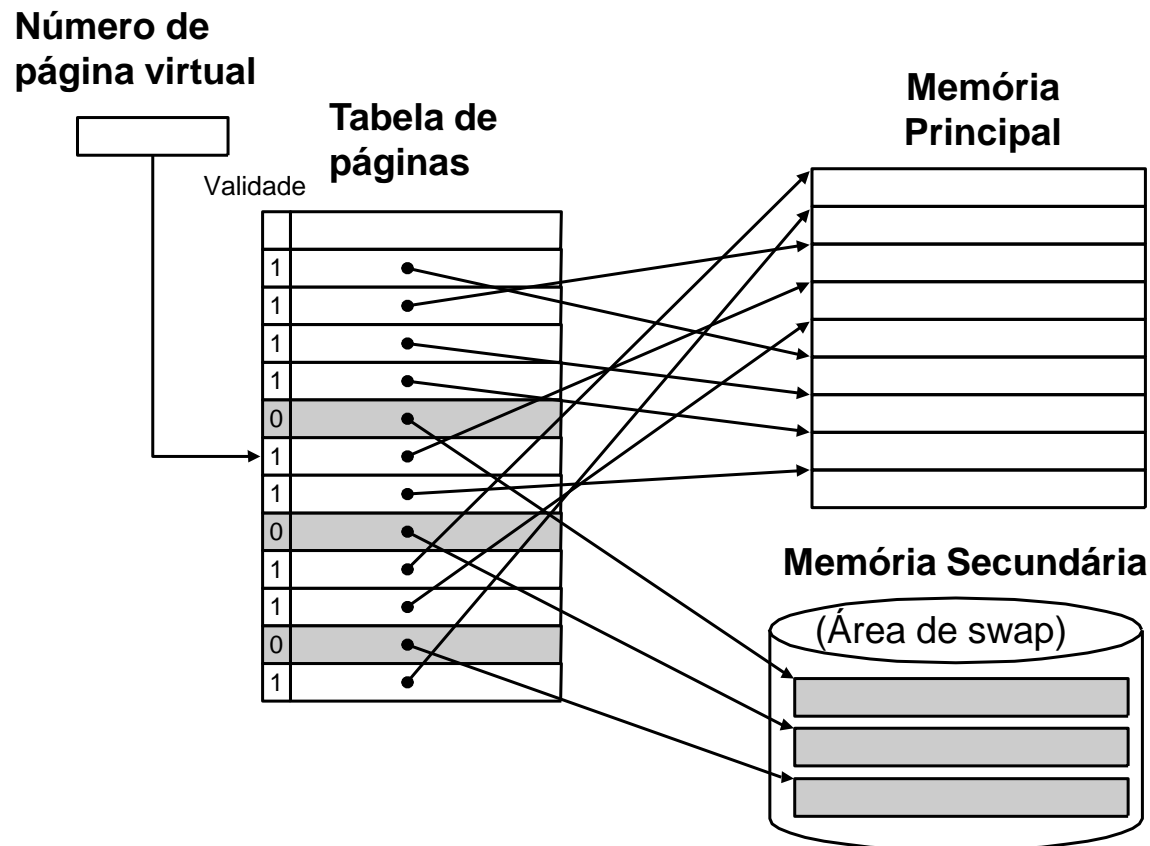 Número de
página virtual
Tabela de
páginas
Validade
1
1
1
1
0
1
1
0
1
1
0
1
Memória
Principal
Memória Secundária
(Área de swap)